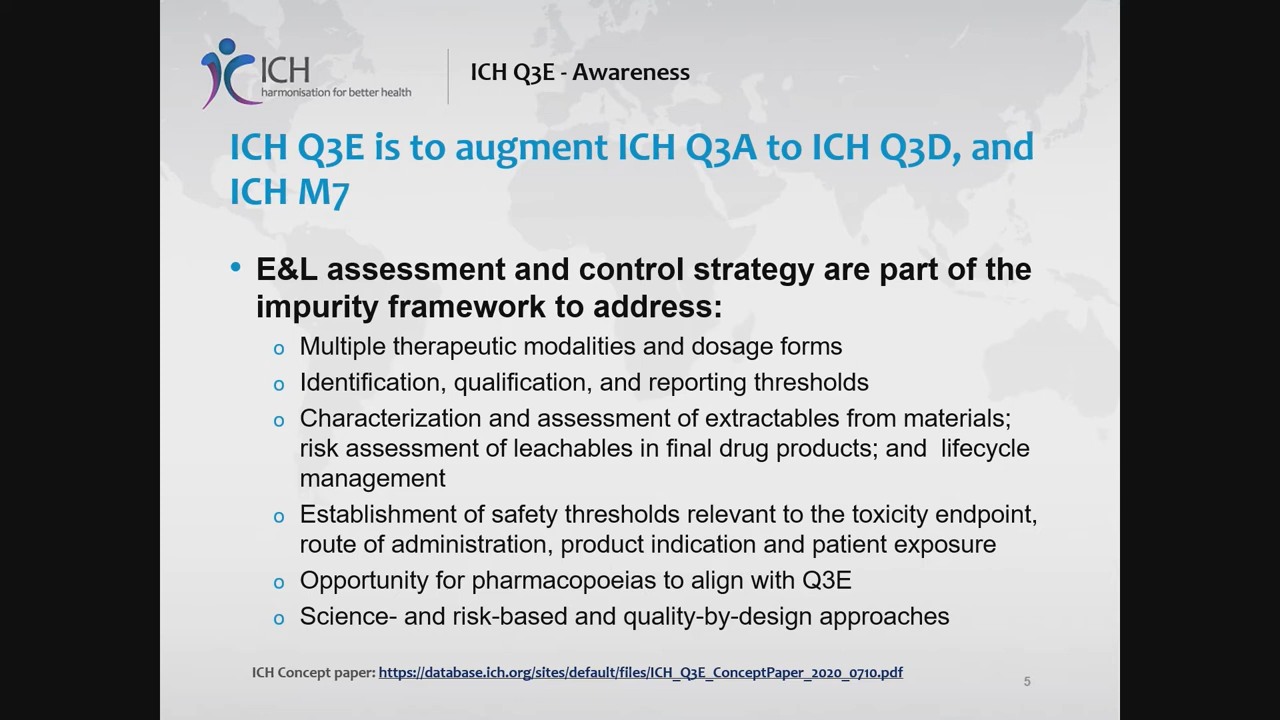 ICH
harmonisation for better health
ICH Q3E - Awareness
ICH Q3E is to augment ICH Q3A to ICH Q3D, and
ICH M7
• E&L assessment and control strategy are part of the
impurity framework to address:
o Multiple therapeutic modalities and dosage forms
o Identification, qualification, and reporting thresholds
o Characterization and assessment of extractables from materials;
risk assessment of leachables in final drug products; and lifecycle
management
o Establishment of safety thresholds relevant to the toxicity endpoint,
route of administration, product indication and patient exposure
o Opportunity for pharmacopoeias to align with Q3E
o Science- and risk-based and quality-by-design approaches
ICH Concept paper: https://database.ich.org/sites/default/files/ICH_Q3E_ConceptPaper_2020_0710.pdf
5